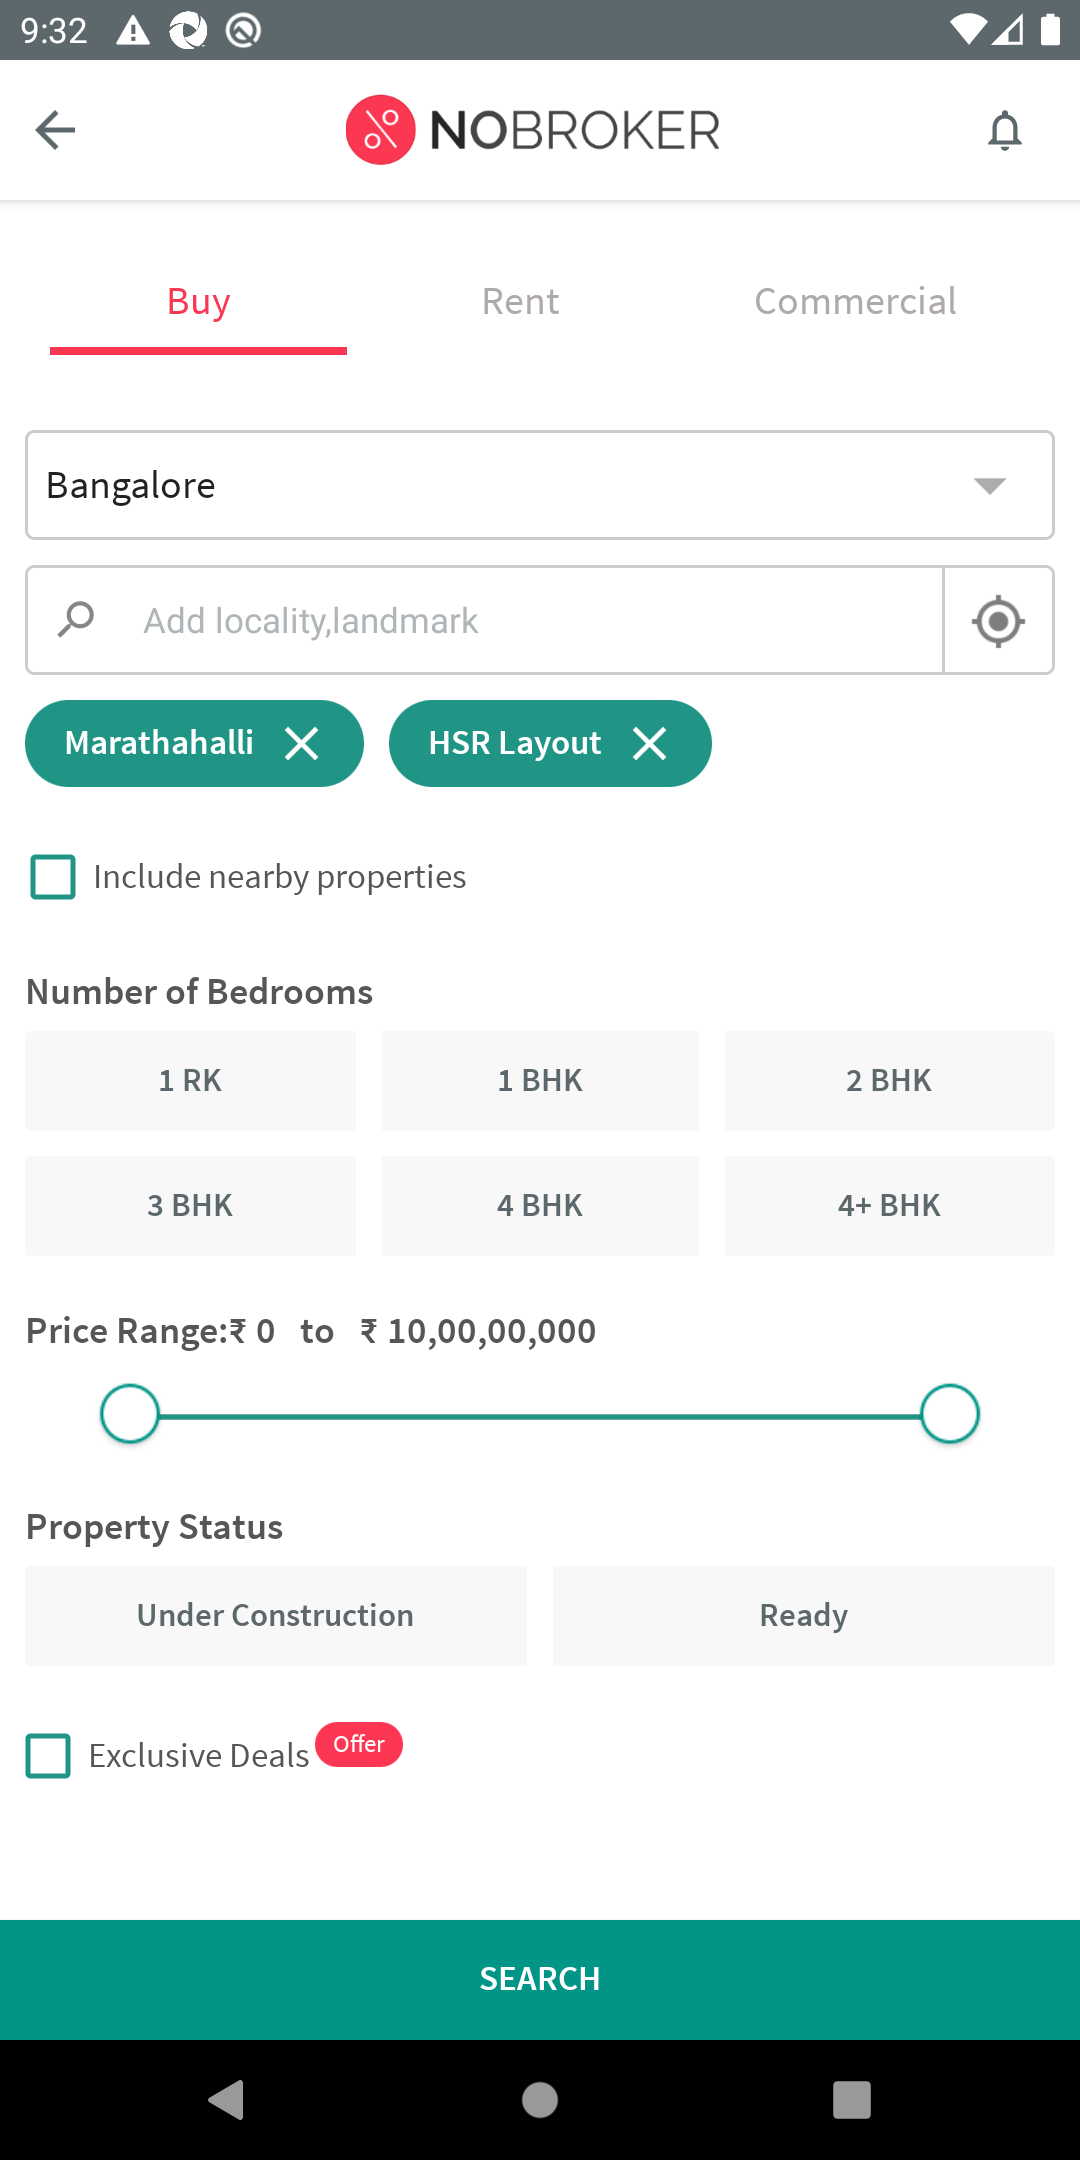 9:32
NOBROKER
Buy Rent Commercial
Bangalore
Add locality,landmark
Marathahalli HSR Layout
Include nearby properties
Number of Bedrooms
1 RK 1 BHK 2 BHK
3 BHK 4 BHK 4+ BHK
Price Range:₹ 0 to ₹ 10,00,00,000
Property Status
Under Construction Ready
Exclusive Deals Offer
SEARCH